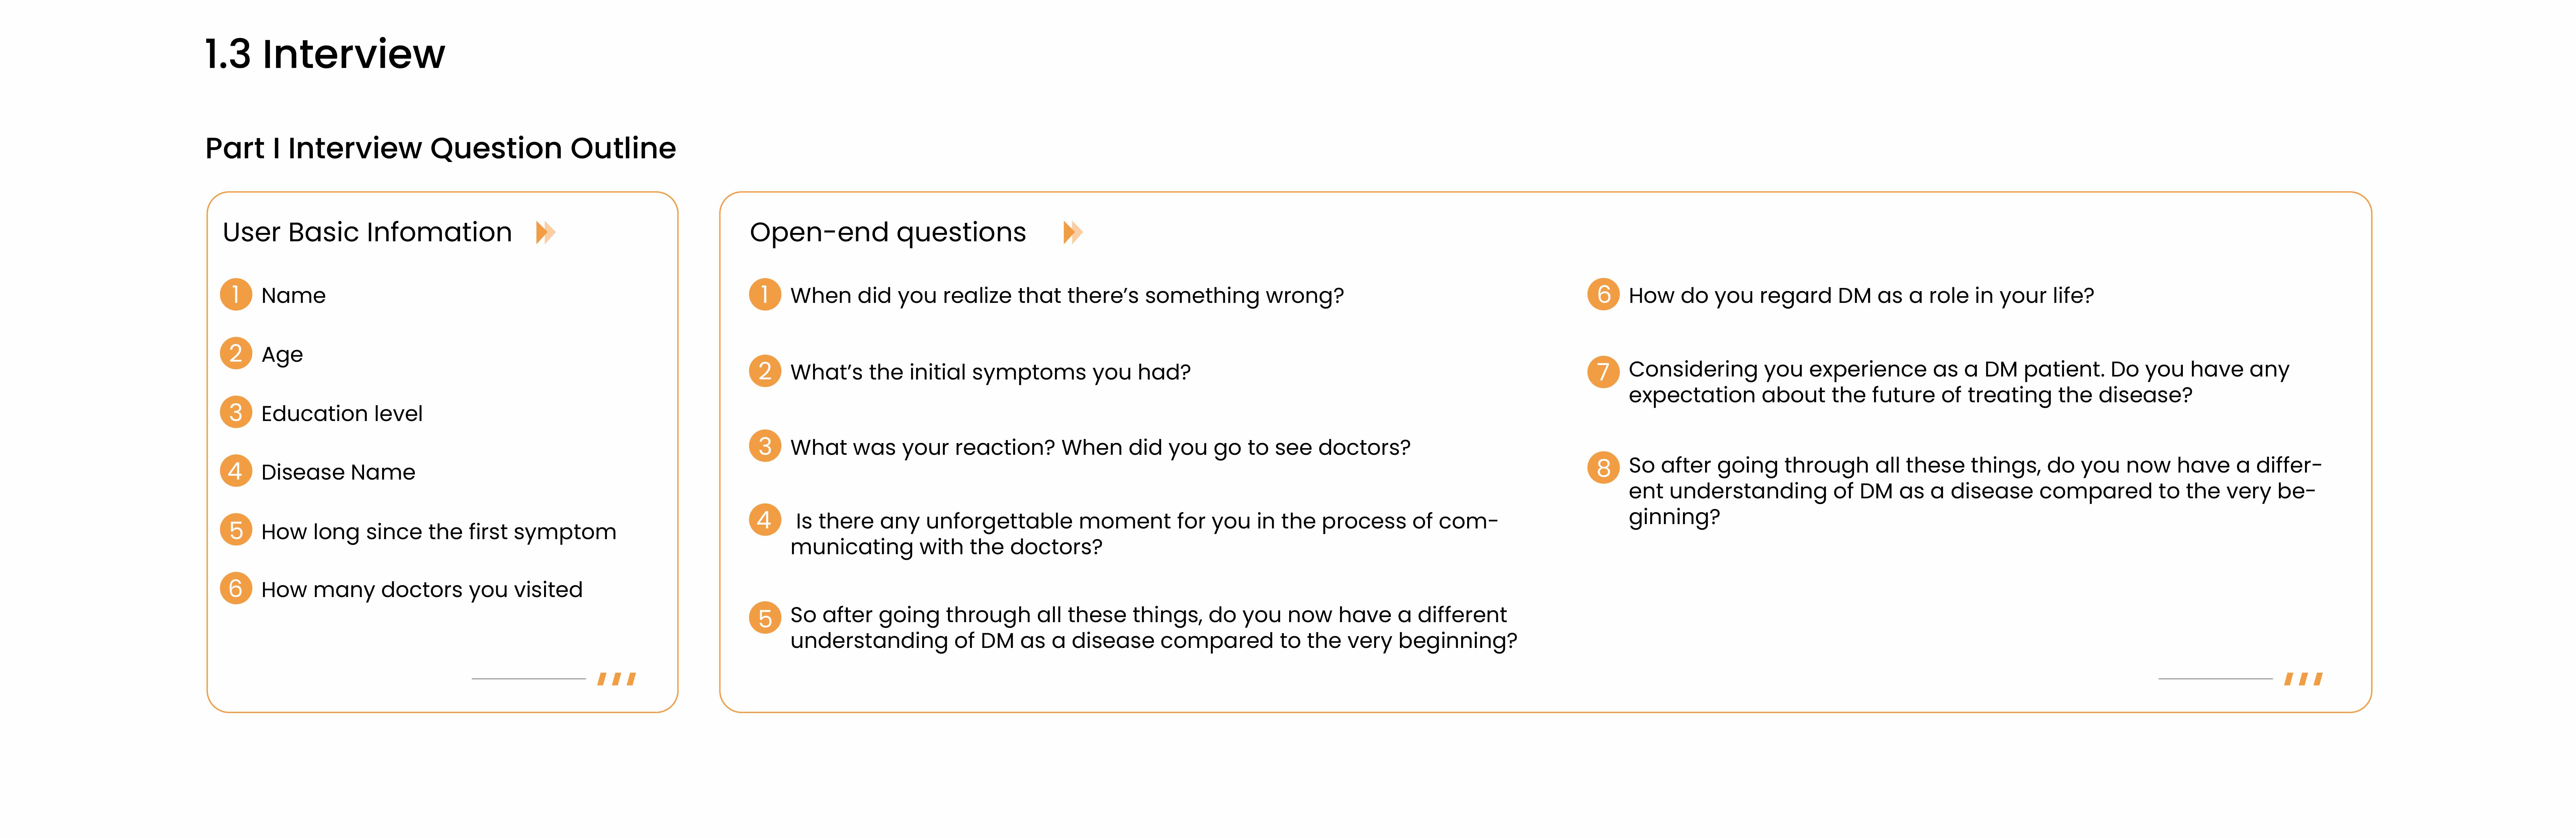 1.3 Interview
Part I Interview Question Outline
User Basic Infomation
1 Name
2 Age
3 Education level
4 Disease Name
5 How long since the first symptom
6 How many doctors you visited
Open-end questions
1 When did you realize that there's something wrong?
2 What's the initial symptoms you had?
3 What was your reaction? When did you go to see doctors?
4 Is there any unforgettable moment for you in the process of com-
municating with the doctors?
5 So after going through all these things, do you now have a different
understanding of DM as a disease compared to the very beginning?
6 How do you regard DM as a role in your life?
7 Considering you experience as a DM patient. Do you have any
expectation about the future of treating the disease?
8 So after going through all these things, do you now have a differ-
ent understanding of DM as a disease compared to the very be-
ginning?